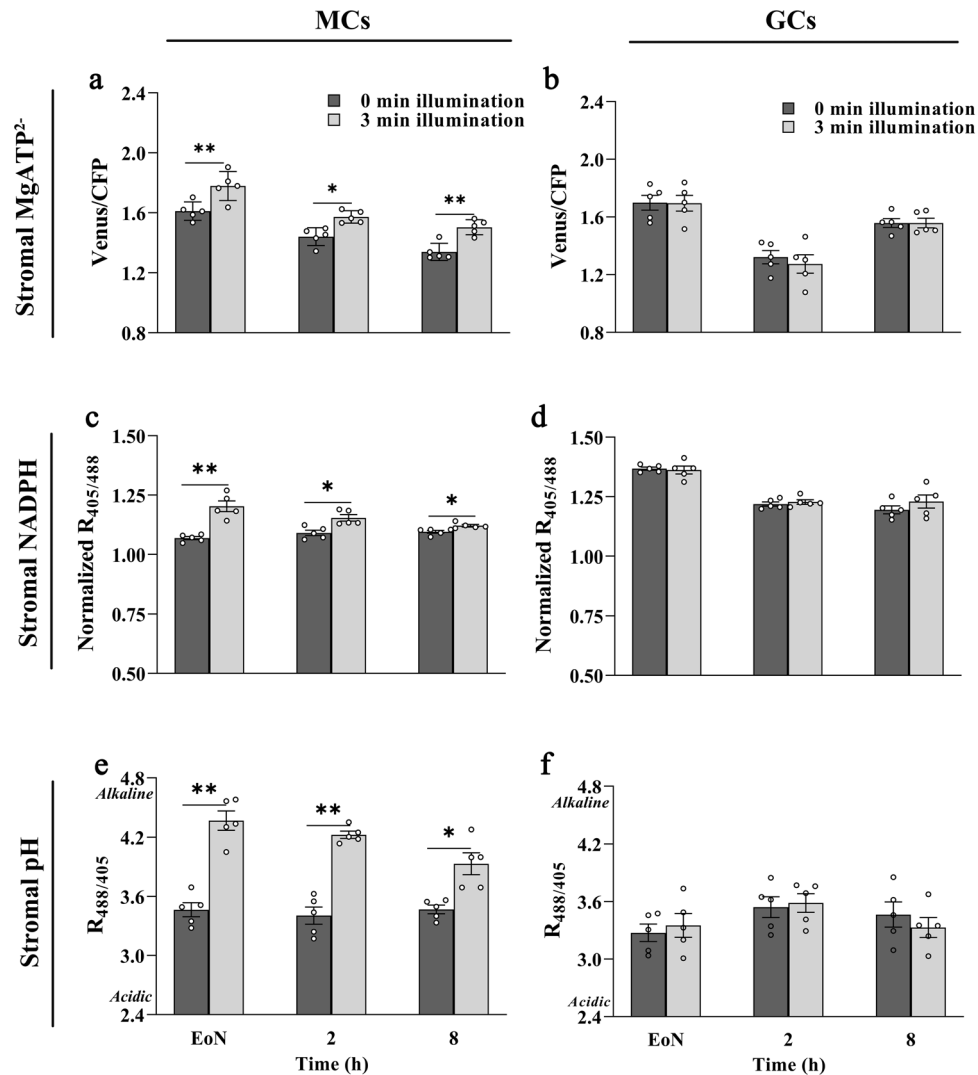 MCs
GCs
Stromal MgATP²⁻
a
Venus/CFP
2.4
2.0
1.6
1.2
0.8
0 min illumination
3 min illumination
**
*
**
b
Venus/CFP
2.4
2.0
1.6
1.2
0.8
0 min illumination
3 min illumination
Stromal NADPH
c
Normalized R405/488
1.50
1.25
1.00
0.75
0.50
**
*
*
d
Normalized R405/488
1.50
1.25
1.00
0.75
0.50
Stromal pH
e
R488/405
4.8
Alkaline
4.2
3.6
3.0
Acidic
2.4
**
**
*
EoN 2 8
Time (h)
f
R488/405
4.8
Alkaline
4.2
3.6
3.0
Acidic
2.4
EoN 2 8
Time (h)